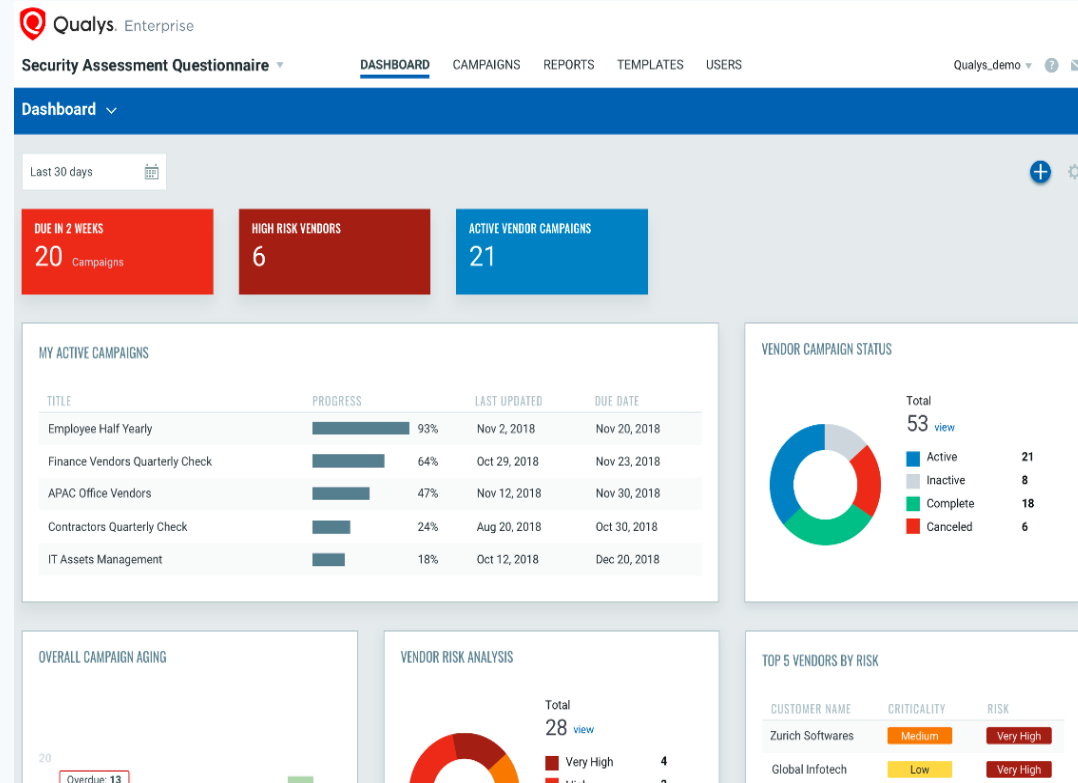 Qualys. Enterprise
Security Assessment Questionnaire
DASHBOARD CAMPAIGNS REPORTS TEMPLATES USERS
Qualys_demo ?
Dashboard
Last 30 days
DUE IN 2 WEEKS
20 Campaigns
HIGH RISK VENDORS
6
ACTIVE VENDOR CAMPAIGNS
21
MY ACTIVE CAMPAIGNS
TITLE PROGRESS LAST UPDATED DUE DATE
Employee Half Yearly 93% Nov 2, 2018 Nov 20, 2018
Finance Vendors Quarterly Check 64% Oct 29, 2018 Nov 23, 2018
APAC Office Vendors 47% Nov 12, 2018 Nov 30, 2018
Contractors Quarterly Check 24% Aug 20, 2018 Oct 30, 2018
IT Assets Management 18% Oct 12, 2018 Dec 20, 2018
VENDOR CAMPAIGN STATUS
Total
53 view
Active 21
Inactive 8
Complete 18
Canceled 6
OVERALL CAMPAIGN AGING
20
Overdue: 13
VENDOR RISK ANALYSIS
Total
28 view
Very High 4
TOP 5 VENDORS BY RISK
CUSTOMER NAME CRITICALITY RISK
Zurich Softwares Medium Very High
Global Infotech Low Very High